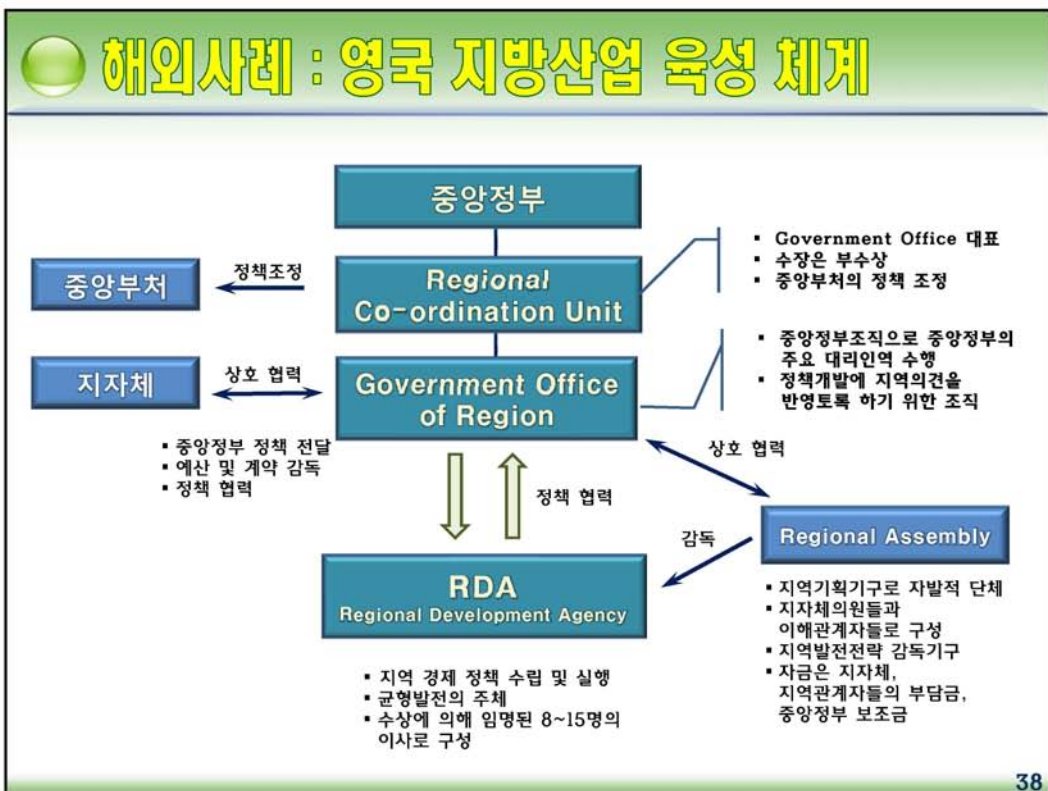 해외사례 : 영국 지방산업 육성 체계
중앙정부
중앙부처
정책조정
Regional
Co-ordination Unit
▪ Government Office 대표
▪ 수장은 부수상
▪ 중앙부처의 정책 조정
지자체
상호 협력
Government Office
of Region
▪ 중앙정부조직으로 중앙정부의
주요 대리인역 수행
▪ 정책개발에 지역의견을
반영토록 하기 위한 조직
▪ 중앙정부 정책 전달
▪ 예산 및 계약 감독
▪ 정책 협력
정책 협력
상호 협력
감독
Regional Assembly
RDA
Regional Development Agency
▪ 지역기획기구로 자발적 단체
▪ 지자체의원들과
이해관계자들로 구성
▪ 지역발전전략 감독기구
▪ 자금은 지자체,
지역관계자들의 부담금,
중앙정부 보조금
▪ 지역 경제 정책 수립 및 실행
▪ 균형발전의 주체
▪ 수상에 의해 임명된 8~15명의
이사로 구성
38